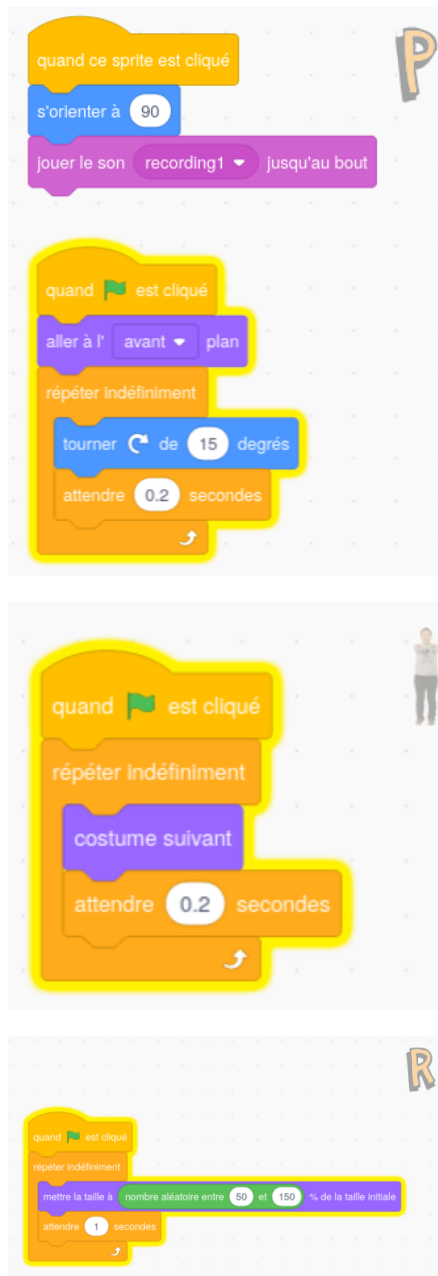 P
quand ce sprite est cliqué
s'orienter à 90
jouer le son recording1 jusqu'au bout
quand est cliqué
aller à l' avant plan
répéter indéfiniment
tourner de 15 degrés
attendre 0.2 secondes
quand est cliqué
répéter indéfiniment
costume suivant
attendre 0.2 secondes
R
quand est cliqué
répéter indéfiniment
mettre la taille à nombre aléatoire entre 50 et 150 % de la taille initiale
attendre 1 secondes